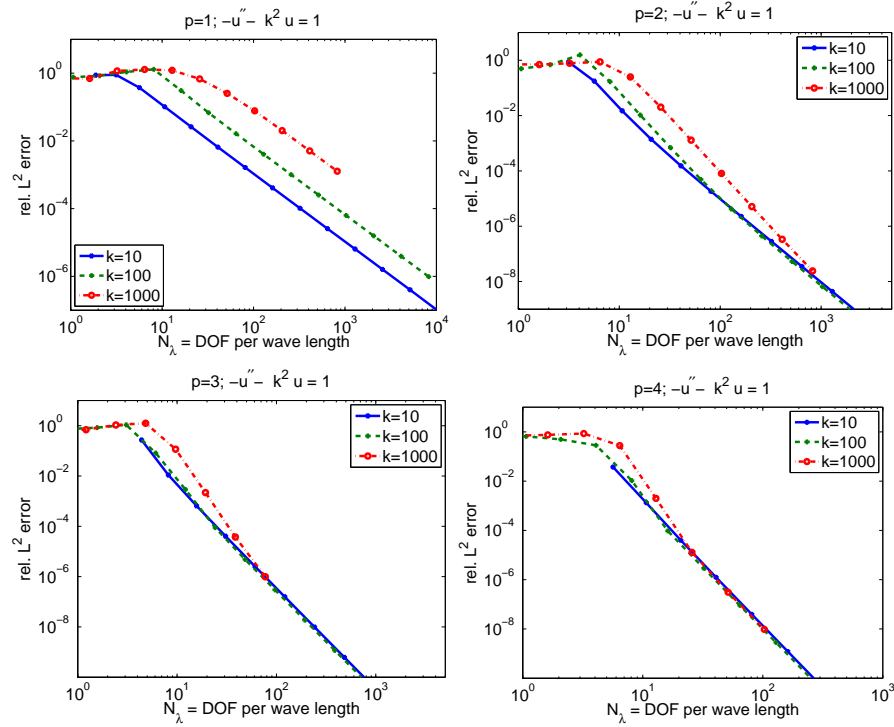 p=1; −u′′− k² u = 1
rel. L² error
10⁰
10⁻²
10⁻⁴
10⁻⁶
k=10
k=100
k=1000
10⁰ 10¹ 10² 10³ 10⁴
N_λ = DOF per wave length
p=2; −u′′− k² u = 1
rel. L² error
10⁰
10⁻²
10⁻⁴
10⁻⁶
10⁻⁸
k=10
k=100
k=1000
10⁰ 10¹ 10² 10³
N_λ = DOF per wave length
p=3; −u′′− k² u = 1
rel. L² error
10⁰
10⁻²
10⁻⁴
10⁻⁶
10⁻⁸
k=10
k=100
k=1000
10⁰ 10¹ 10² 10³
N_λ = DOF per wave length
p=4; −u′′− k² u = 1
rel. L² error
10⁰
10⁻²
10⁻⁴
10⁻⁶
10⁻⁸
k=10
k=100
k=1000
10⁰ 10¹ 10² 10³
N_λ = DOF per wave length